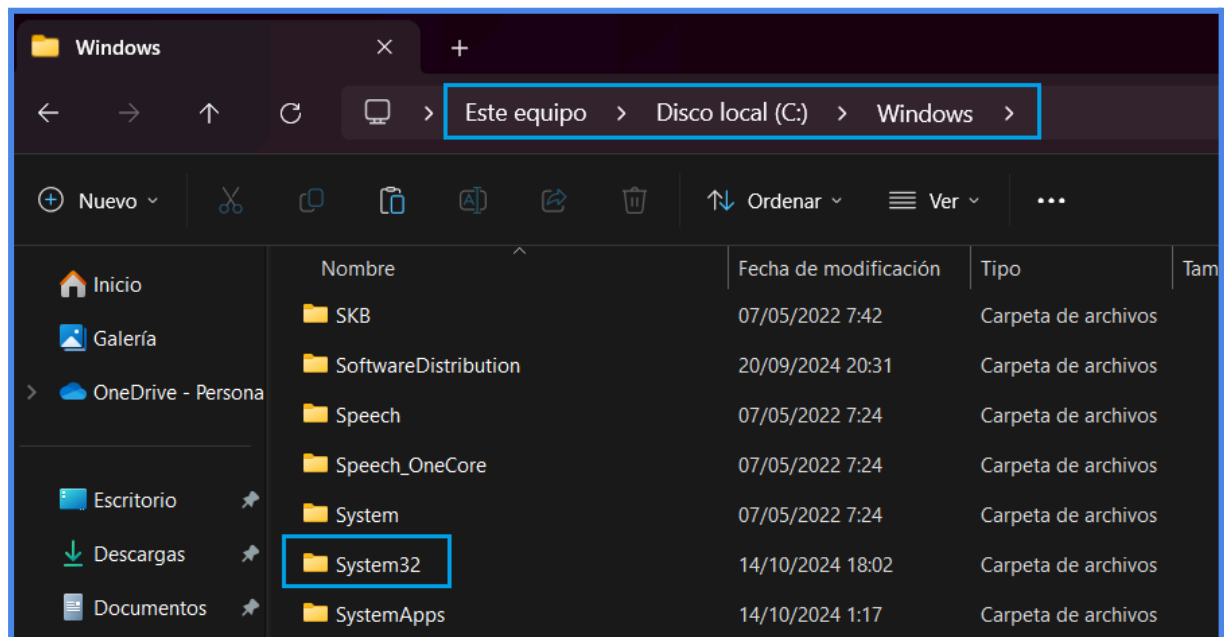 Windows
Este equipo > Disco local (C:) > Windows >
Nuevo Ordenar Ver
Inicio
Galería
OneDrive - Persona
Escritorio
Descargas
Documentos
Nombre Fecha de modificación Tipo Tam
SKB 07/05/2022 7:42 Carpeta de archivos
SoftwareDistribution 20/09/2024 20:31 Carpeta de archivos
Speech 07/05/2022 7:24 Carpeta de archivos
Speech_OneCore 07/05/2022 7:24 Carpeta de archivos
System 07/05/2022 7:24 Carpeta de archivos
System32 14/10/2024 18:02 Carpeta de archivos
SystemApps 14/10/2024 1:17 Carpeta de archivos